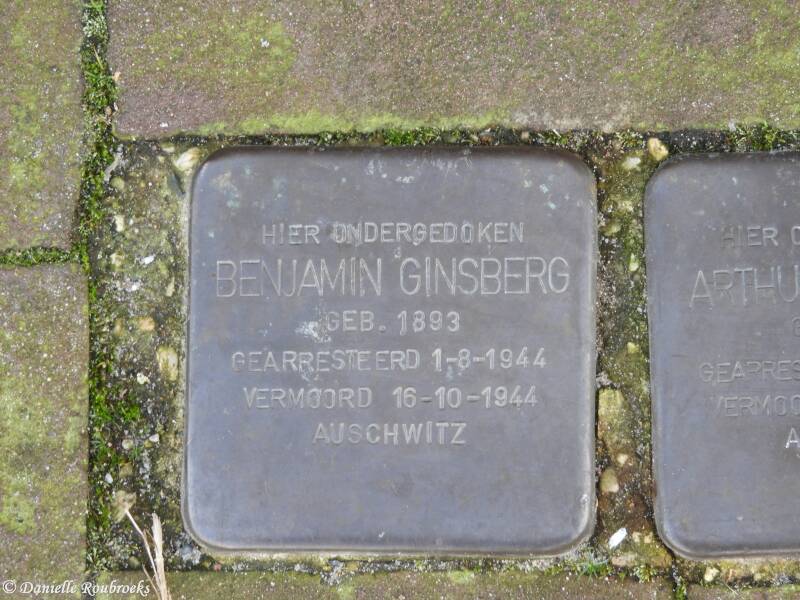 HIER ONDERGEDOKEN
BENJAMIN GINSBERG
GEB. 1893
GEARRESTEERD 1-8-1944
VERMOORD 16-10-1944
AUSCHWITZ
HIER
ARTHU
GEARRES
VERMOO
A
© Danielle Roubroeks